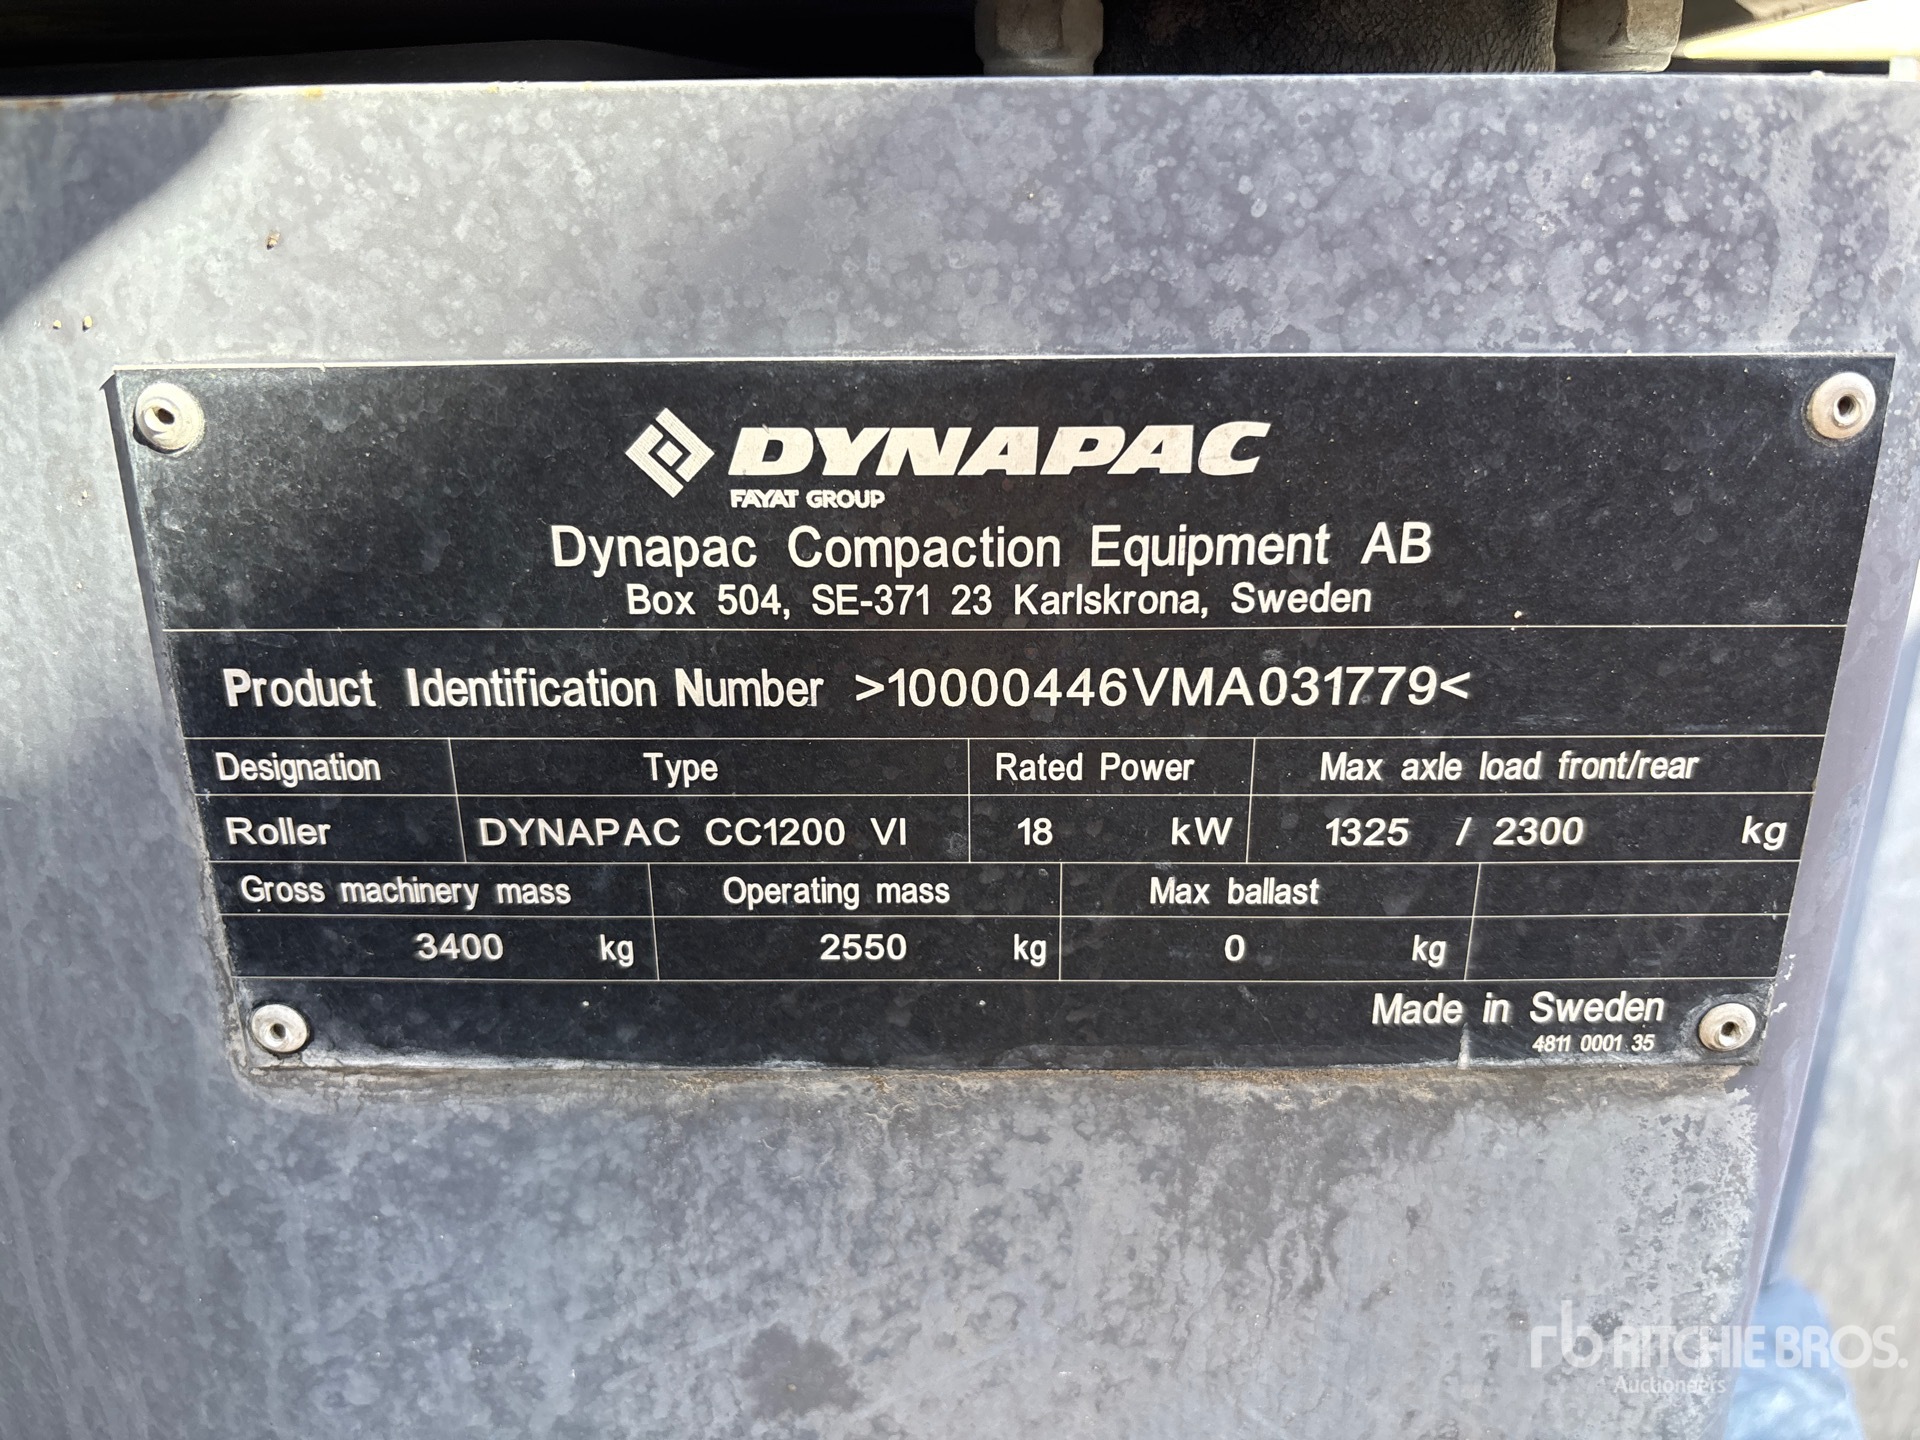 DYNAPAC
FAYAT GROUP
Dynapac Compaction Equipment AB
Box 504, SE-371 23 Karlskrona, Sweden
Product Identification Number >10000446VMA031779<
Designation Type Rated Power Max axle load front/rear
Roller DYNAPAC CC1200 VI 18 kW 1325 / 2300 kg
Gross machinery mass Operating mass Max ballast
3400 kg 2550 kg 0 kg
Made in Sweden
4811 0001 35
rb RITCHIE BROS.
Auctioneers